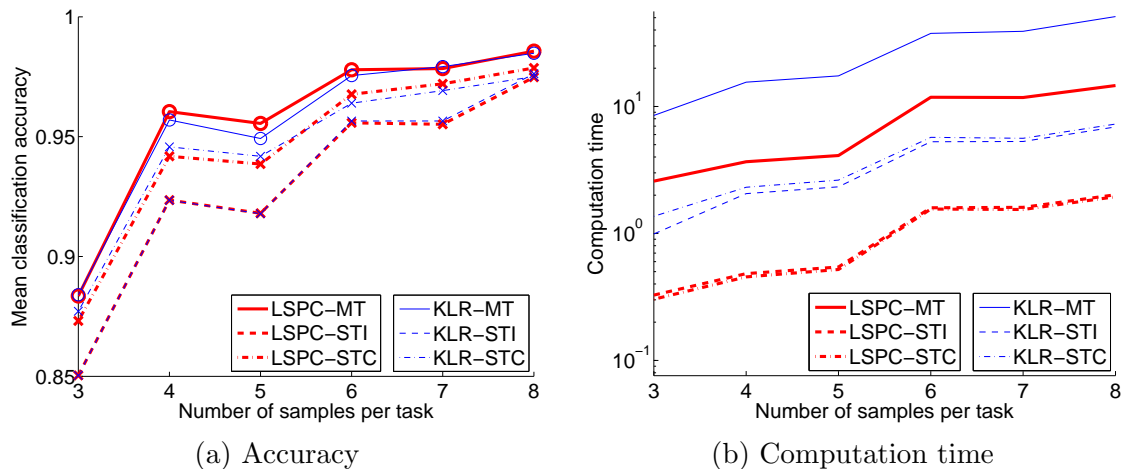 1
0.95
0.9
0.85
Mean classification accuracy
3 4 5 6 7 8
Number of samples per task
LSPC−MT
LSPC−STI
LSPC−STC
KLR−MT
KLR−STI
KLR−STC
(a) Accuracy
10^1
10^0
10^−1
Computation time
3 4 5 6 7 8
Number of samples per task
LSPC−MT
LSPC−STI
LSPC−STC
KLR−MT
KLR−STI
KLR−STC
(b) Computation time